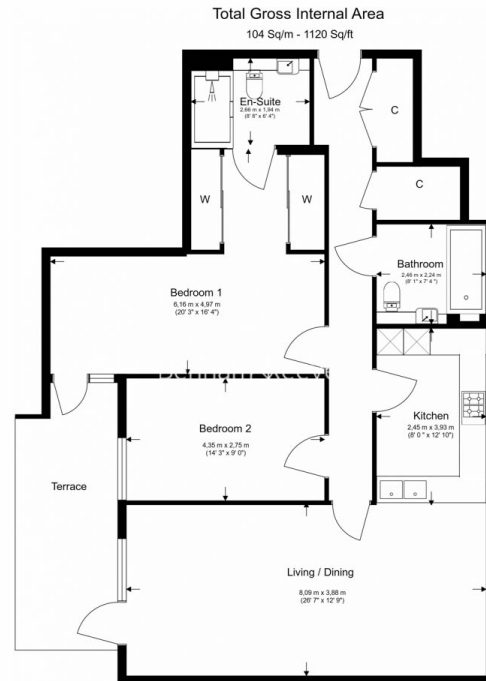 Total Gross Internal Area
104 Sq/m - 1120 Sq/ft
En-Suite
2,66 m x 1,94 m
(8' 8" x 6' 4")
C
W
W
C
Bathroom
2,46 m x 2,24 m
(8' 1" x 7' 4")
Bedroom 1
6,16 m x 4,97 m
(20' 3" x 16' 4")
Bedroom 2
4,35 m x 2,75 m
(14' 3" x 9' 0")
Kitchen
2,45 m x 3,93 m
(8' 0" x 12' 10")
Terrace
Living / Dining
8,09 m x 3,88 m
(26' 7" x 12' 9")